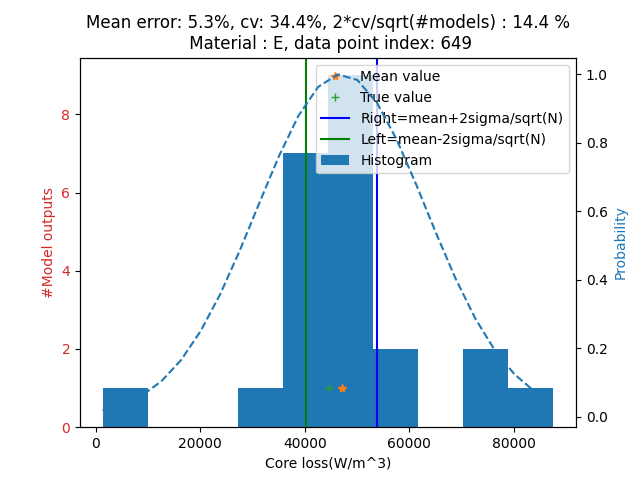 Mean error: 5.3%, cv: 34.4%, 2*cv/sqrt(#models) : 14.4 %
Material : E, data point index: 649
Mean value
True value
Right=mean+2sigma/sqrt(N)
Left=mean-2sigma/sqrt(N)
Histogram
#Model outputs
8
6
4
2
0
1.0
0.8
0.6
0.4
0.2
0.0
Probability
0 20000 40000 60000 80000
Core loss(W/m^3)